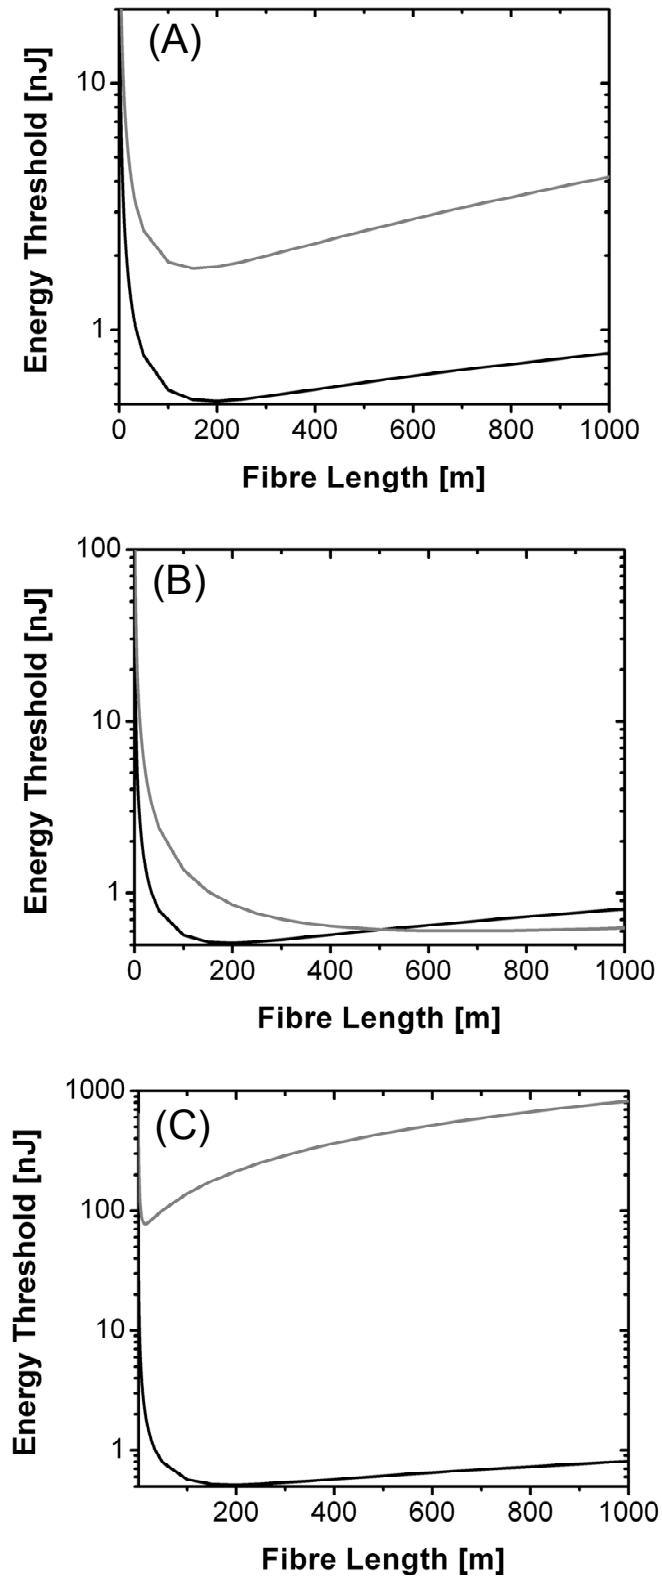 (A)
10
1
Energy Threshold [nJ]
0 200 400 600 800 1000
Fibre Length [m]
(B)
100
10
1
Energy Threshold [nJ]
0 200 400 600 800 1000
Fibre Length [m]
(C)
1000
100
10
1
Energy Threshold [nJ]
200 400 600 800 1000
Fibre Length [m]